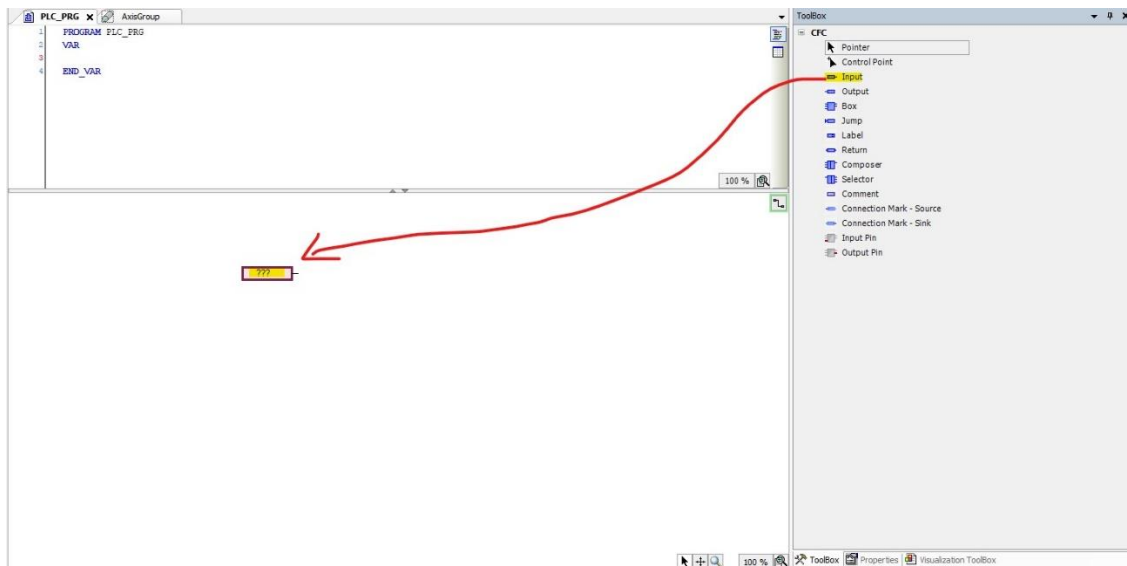 PLC_PRG X AxisGroup
1 PROGRAM PLC_PRG
2 VAR
3
4 END_VAR
100 %
???
100 %
ToolBox
CFC
Pointer
Control Point
Input
Output
Box
Jump
Label
Return
Composer
Selector
Comment
Connection Mark - Source
Connection Mark - Sink
Input Pin
Output Pin
ToolBox Properties Visualization ToolBox